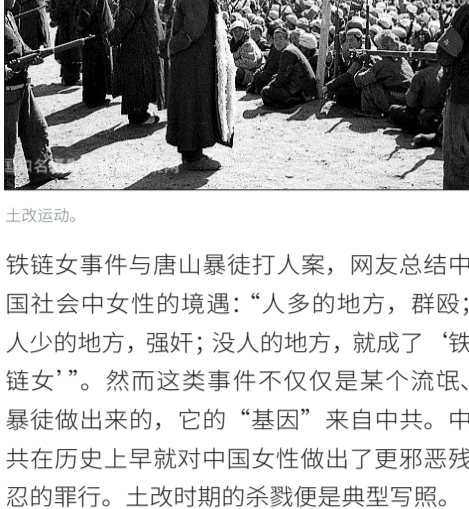 土改运动。
铁链女事件与唐山暴徒打人案，网友总结中
国社会中女性的境遇：“人多的地方，群殴；
人少的地方，强奸；没人的地方，就成了‘铁
链女’”。然而这类事件不仅仅是某个流氓、
暴徒做出来的，它的“基因”来自中共。中
共在历史上早就对中国女性做出了更邪恶残
忍的罪行。土改时期的杀戮便是典型写照。